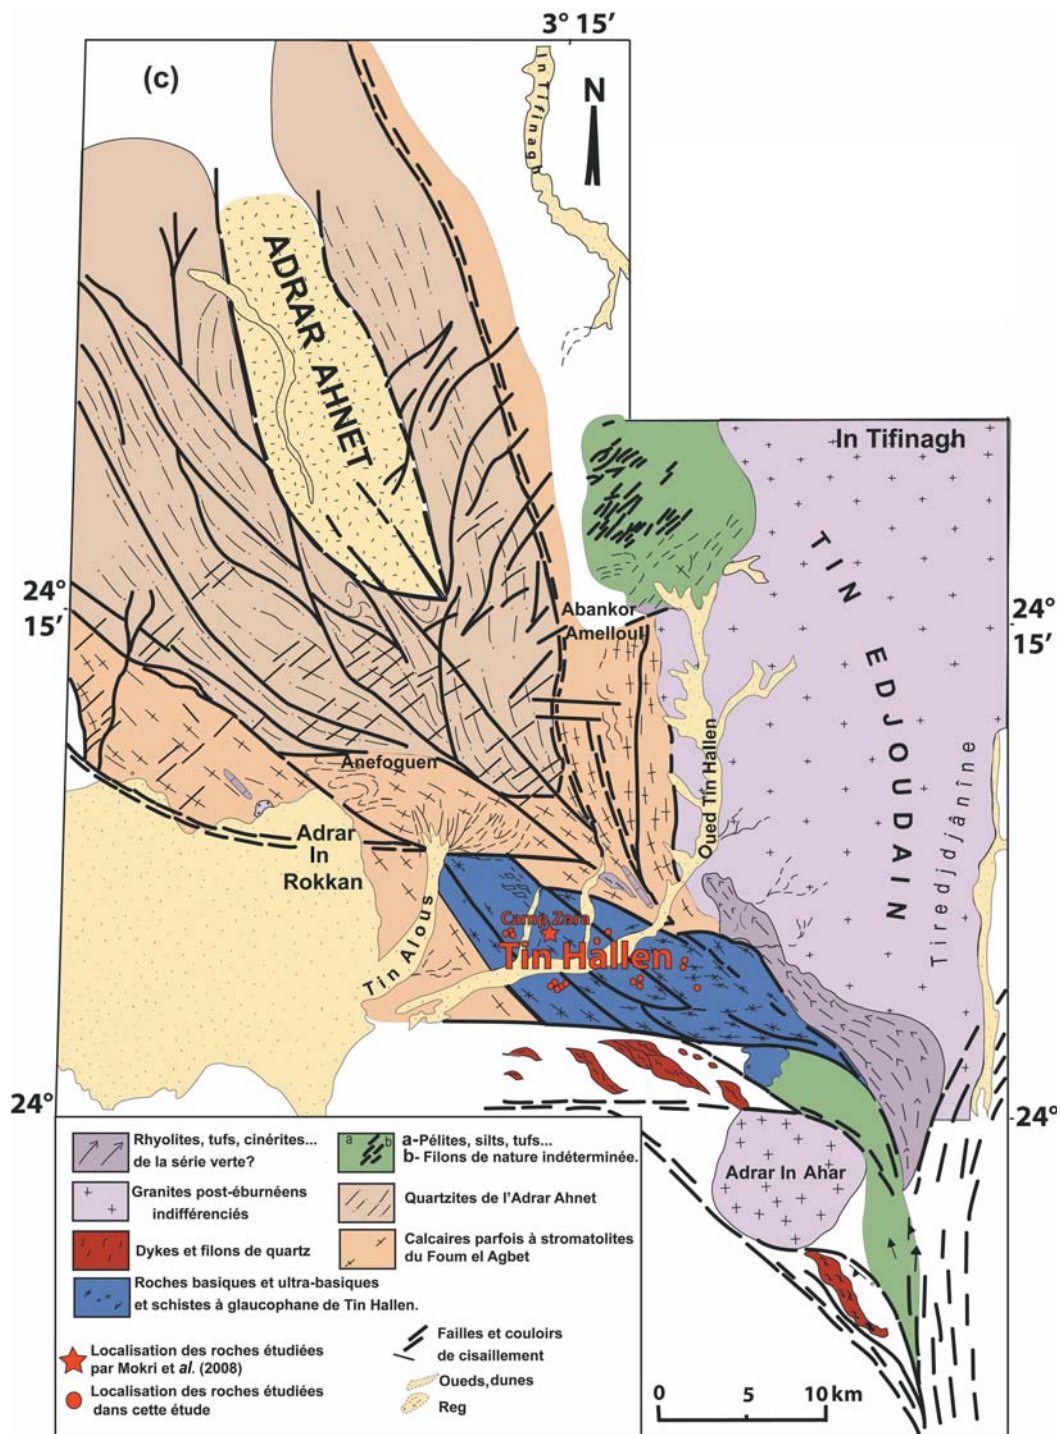 3° 15’
(c)
In Tifinagh
N
ADRAR AHNET
In Tifinagh
TIN EDJOUDAIN
24°
15’
24°
15’
Abankor
Amelloul
Oued Tin Hallen
Tiredjdjânîne
Anefoguen
Adrar
In
Rokkan
Tin Alous
Camp Zora
Tin Hallen
24°
24°
Adrar In Ahar
Rhyolites, tufs, cinérites...
de la série verte?
Granites post-éburnéens
indifférenciés
Dykes et filons de quartz
Roches basiques et ultra-basiques
et schistes à glaucophane de Tin Hallen.
Localisation des roches étudiées
par Mokri et al. (2008)
Localisation des roches étudiées
dans cette étude
a b
a-Pélites, silts, tufs...
b- Filons de nature indéterminée.
Quartzites de l’Adrar Ahnet
Calcaires parfois à stromatolites
du Foum el Agbet
Failles et couloirs
de cisaillement
Oueds, dunes
Reg
0 5 10 km